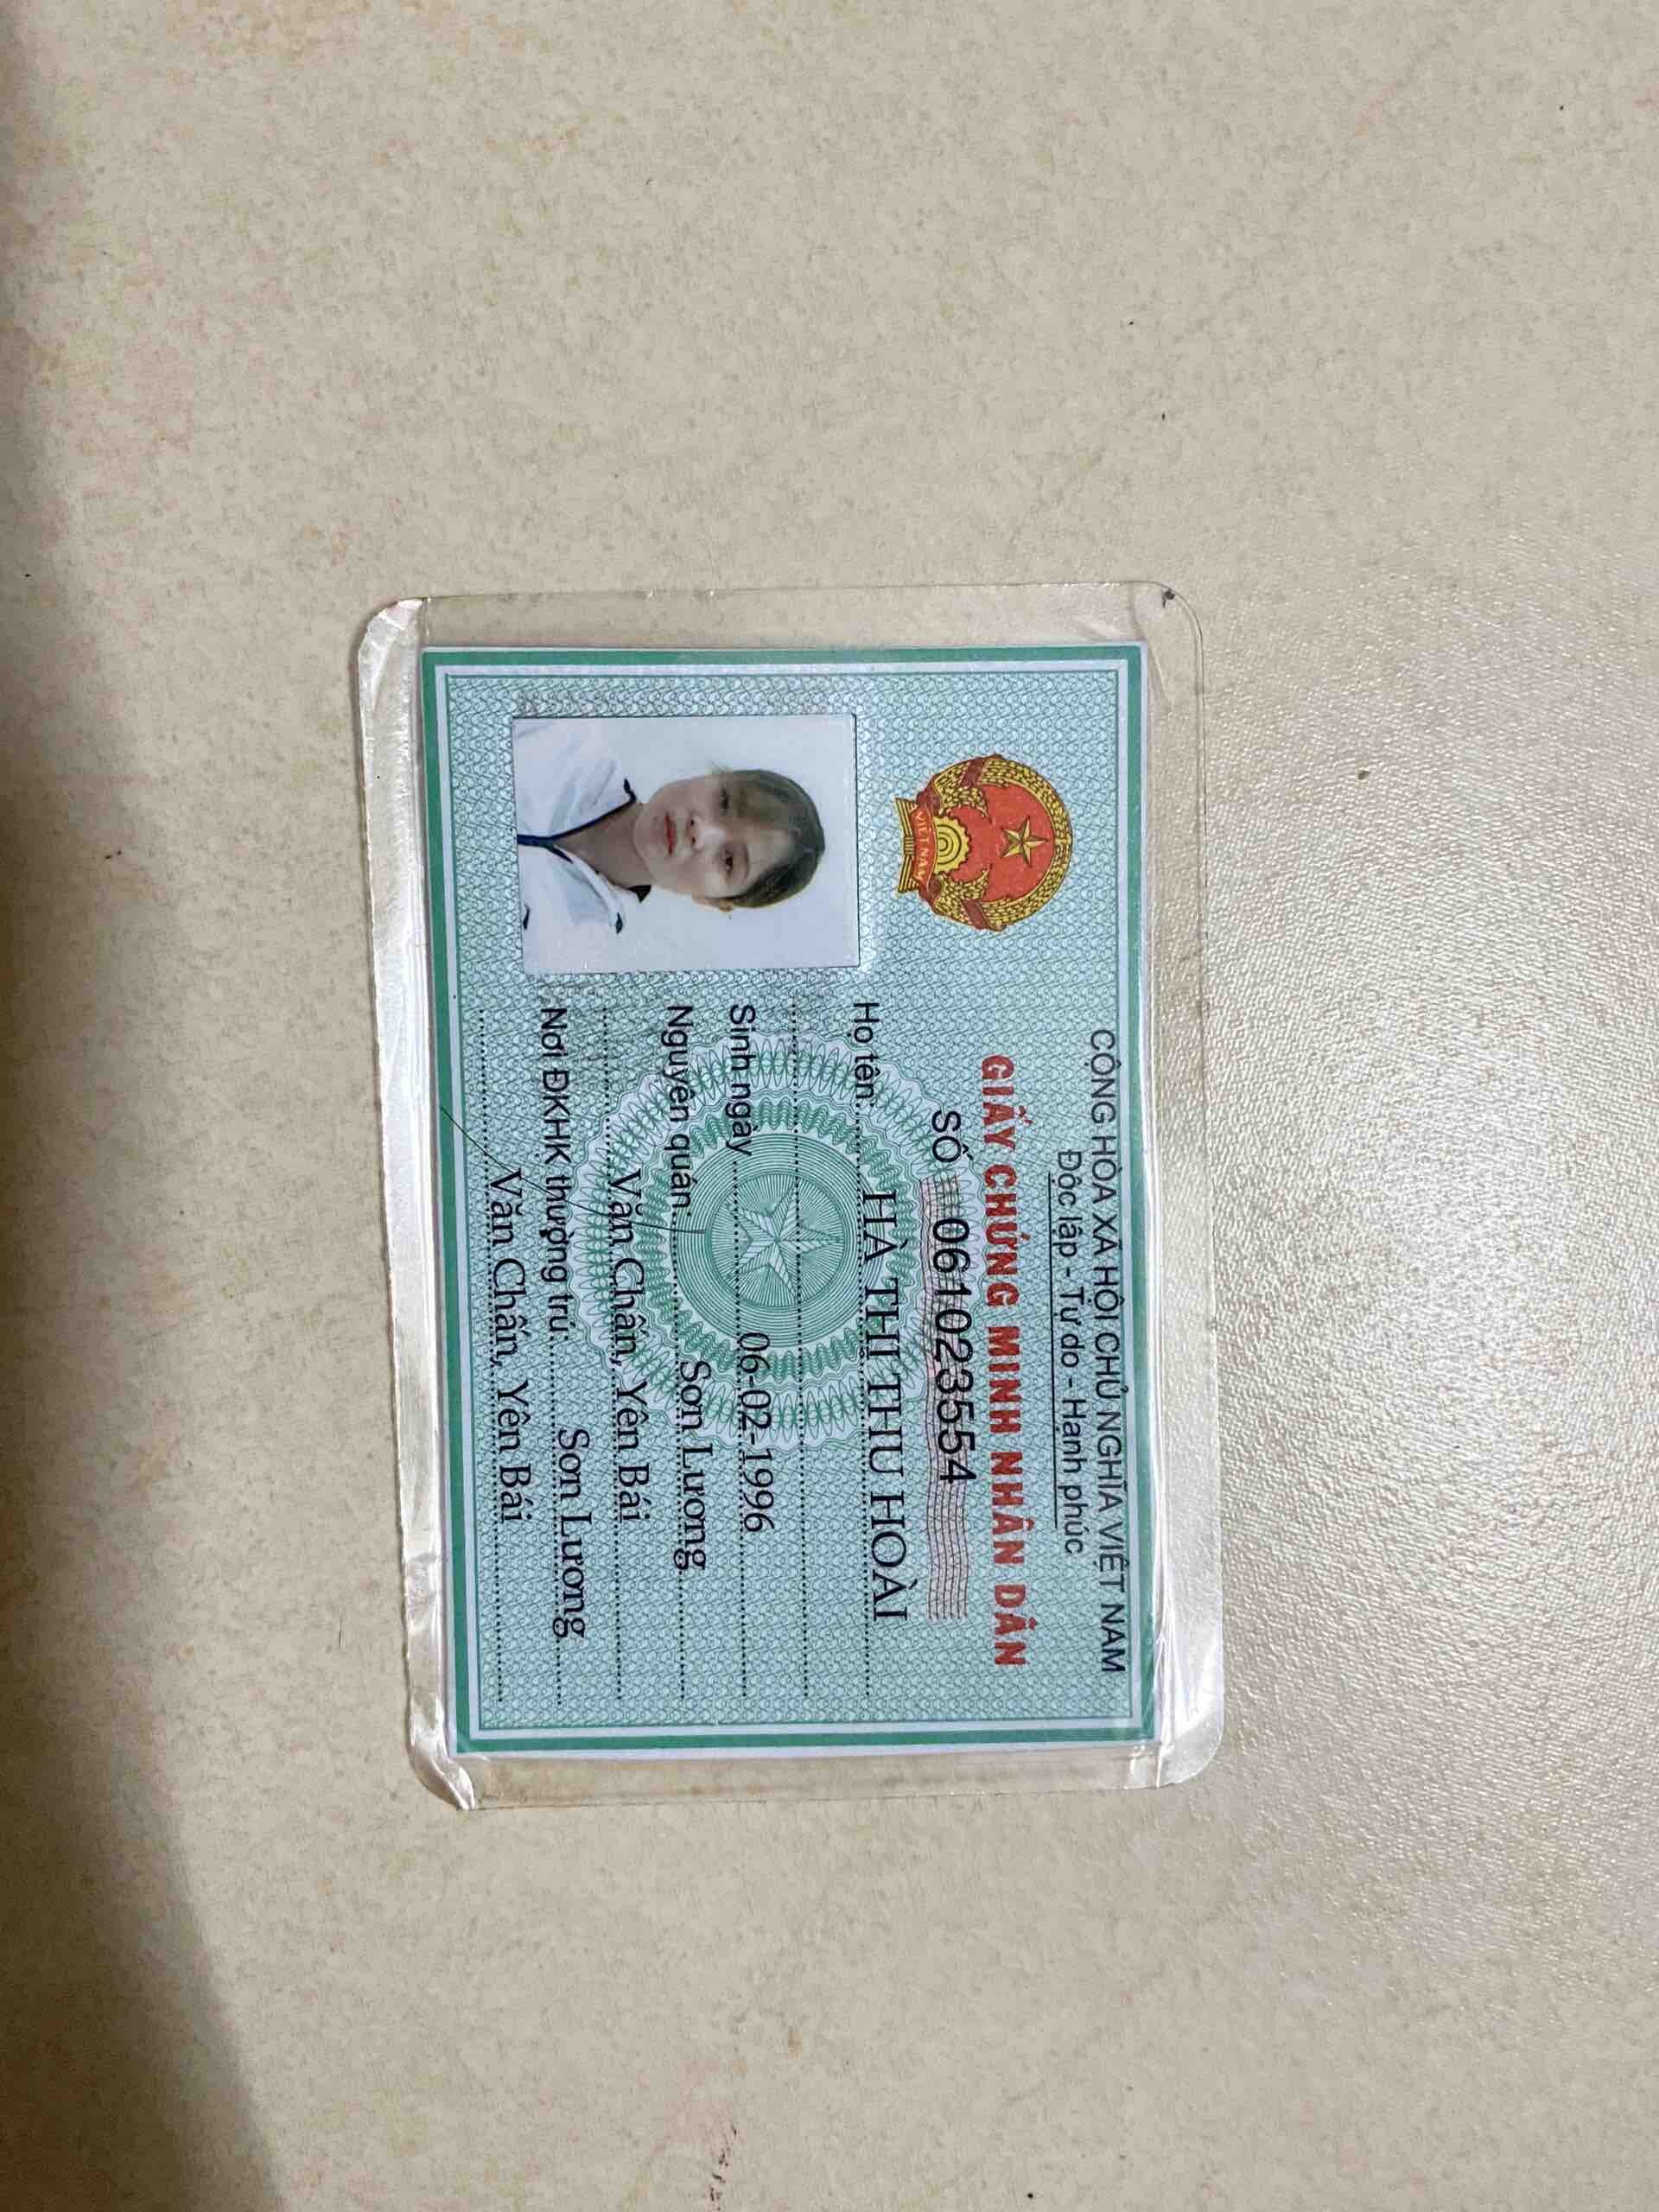 CỘNG HÒA XÃ HỘI CHỦ NGHĨA VIỆT NAM
Độc lập - Tự do - Hạnh phúc
GIẤY CHỨNG MINH NHÂN DÂN
SỐ 061023554
Họ tên: HÀ THỊ THU HOÀI
Sinh ngày 06-02-1996
Nguyên quán: Sơn Lương
Văn Chấn, Yên Bái
Nơi ĐKHK thường trú: Sơn Lương
Văn Chấn, Yên Bái
VIỆT NAM